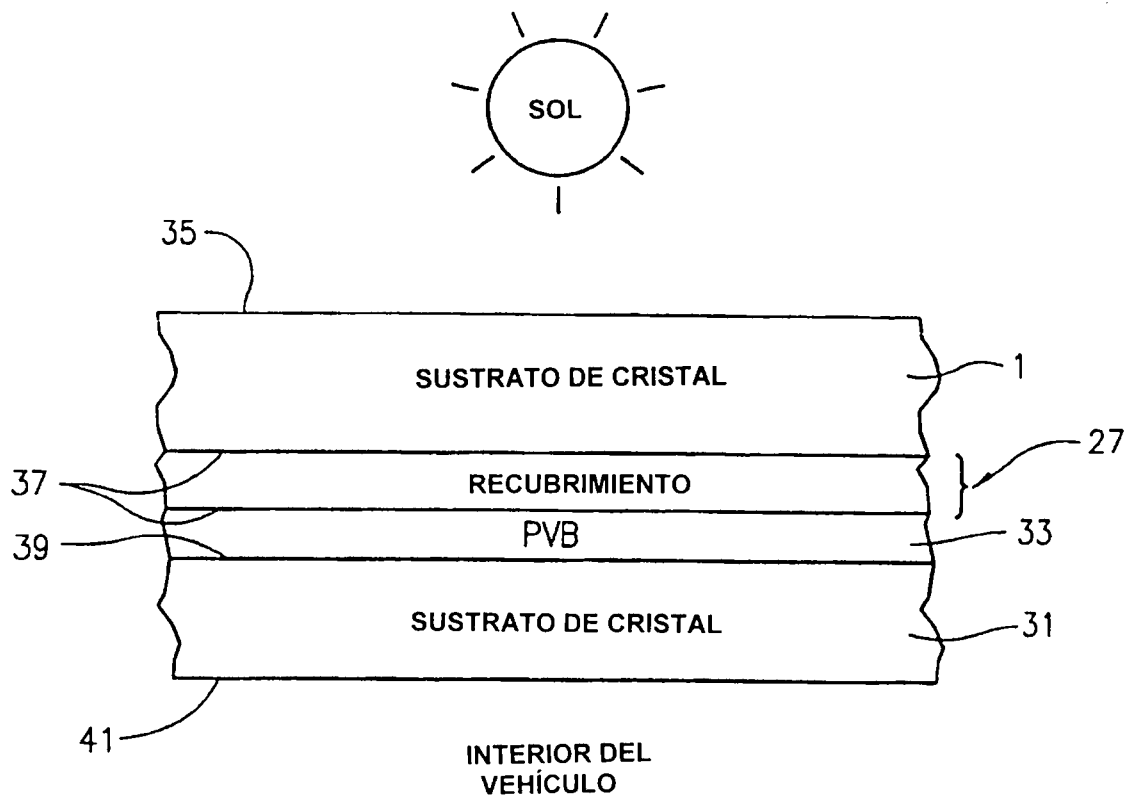 SOL
35
SUSTRATO DE CRISTAL
1
27
37
RECUBRIMIENTO
PVB
33
39
SUSTRATO DE CRISTAL
31
41
INTERIOR DEL
VEHÍCULO